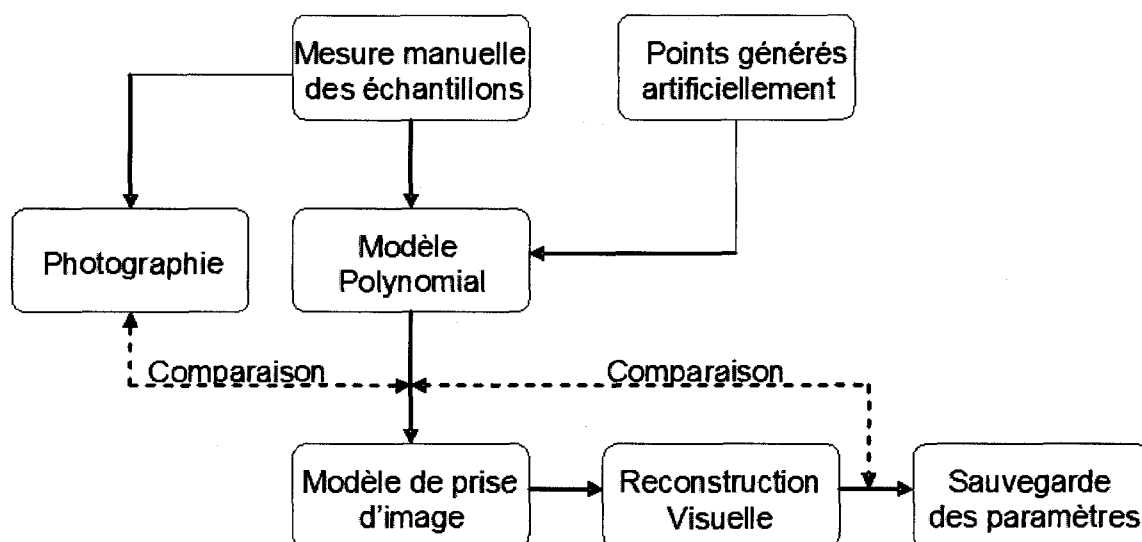 Mesure manuelle
des échantillons
Points générés
artificiellement
Photographie
Modèle
Polynomial
Comparaison
Comparaison
Modèle de prise
d'image
Reconstruction
Visuelle
Sauvegarde
des paramètres